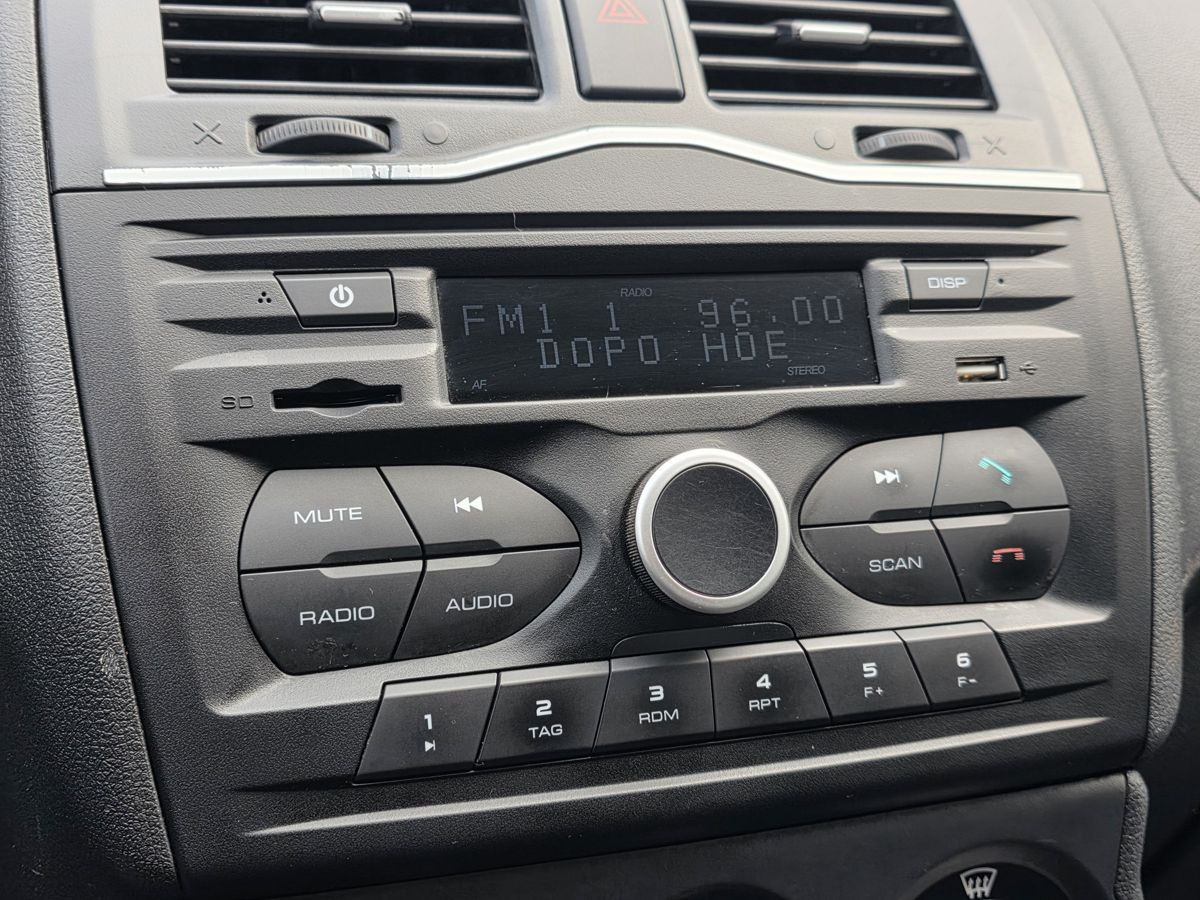 DISP
RADIO
FM1 1 96.00
DOPO HOE
AF STEREO
SD
MUTE
RADIO
AUDIO
SCAN
1
2
TAG
3
RDM
4
RPT
5
F+
6
F-